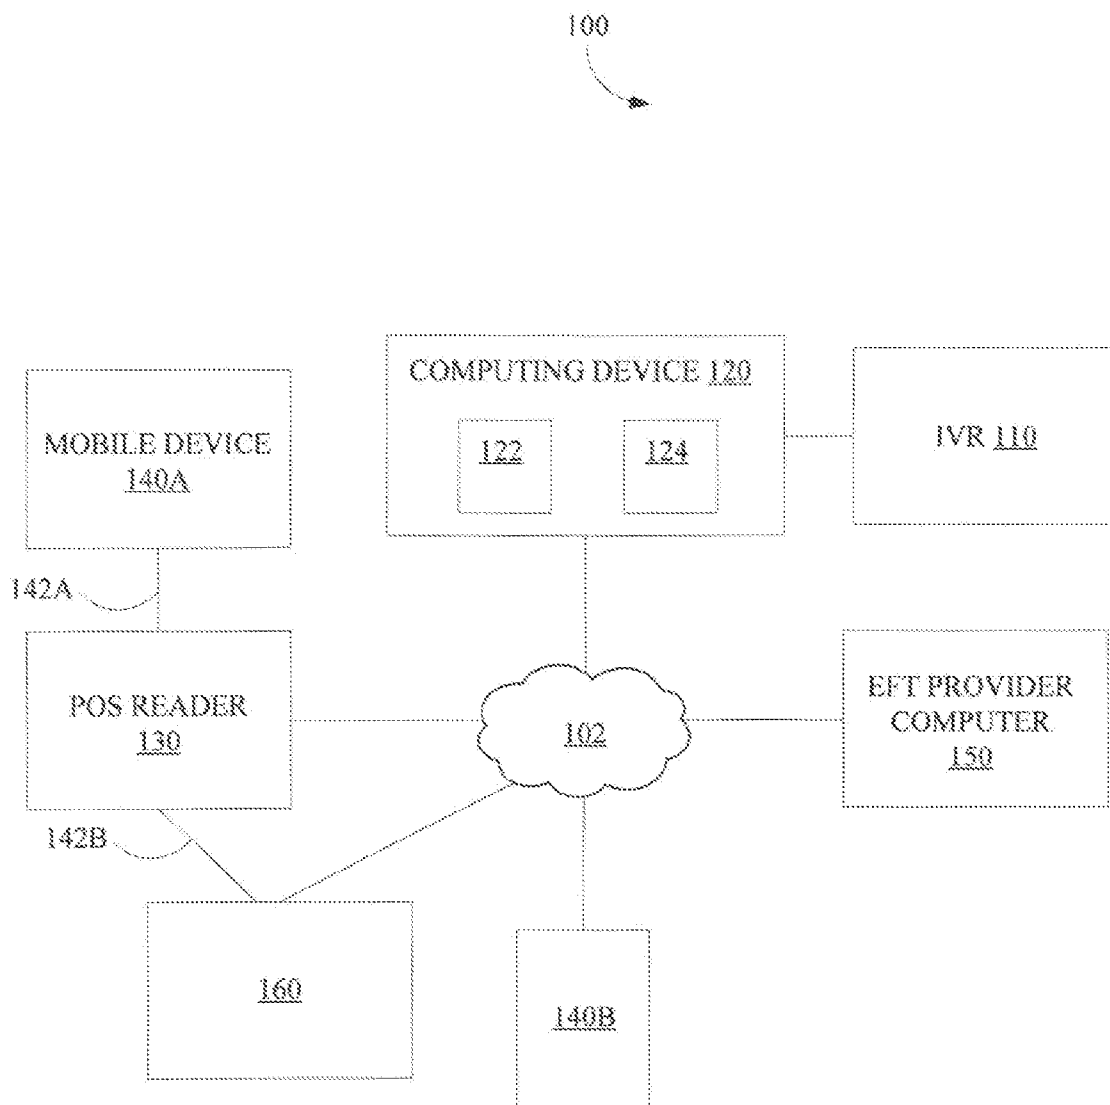 100
COMPUTING DEVICE 120
122
124
IVR 110
MOBILE DEVICE
140A
142A
POS READER
130
102
EFT PROVIDER
COMPUTER
150
142B
160
140B